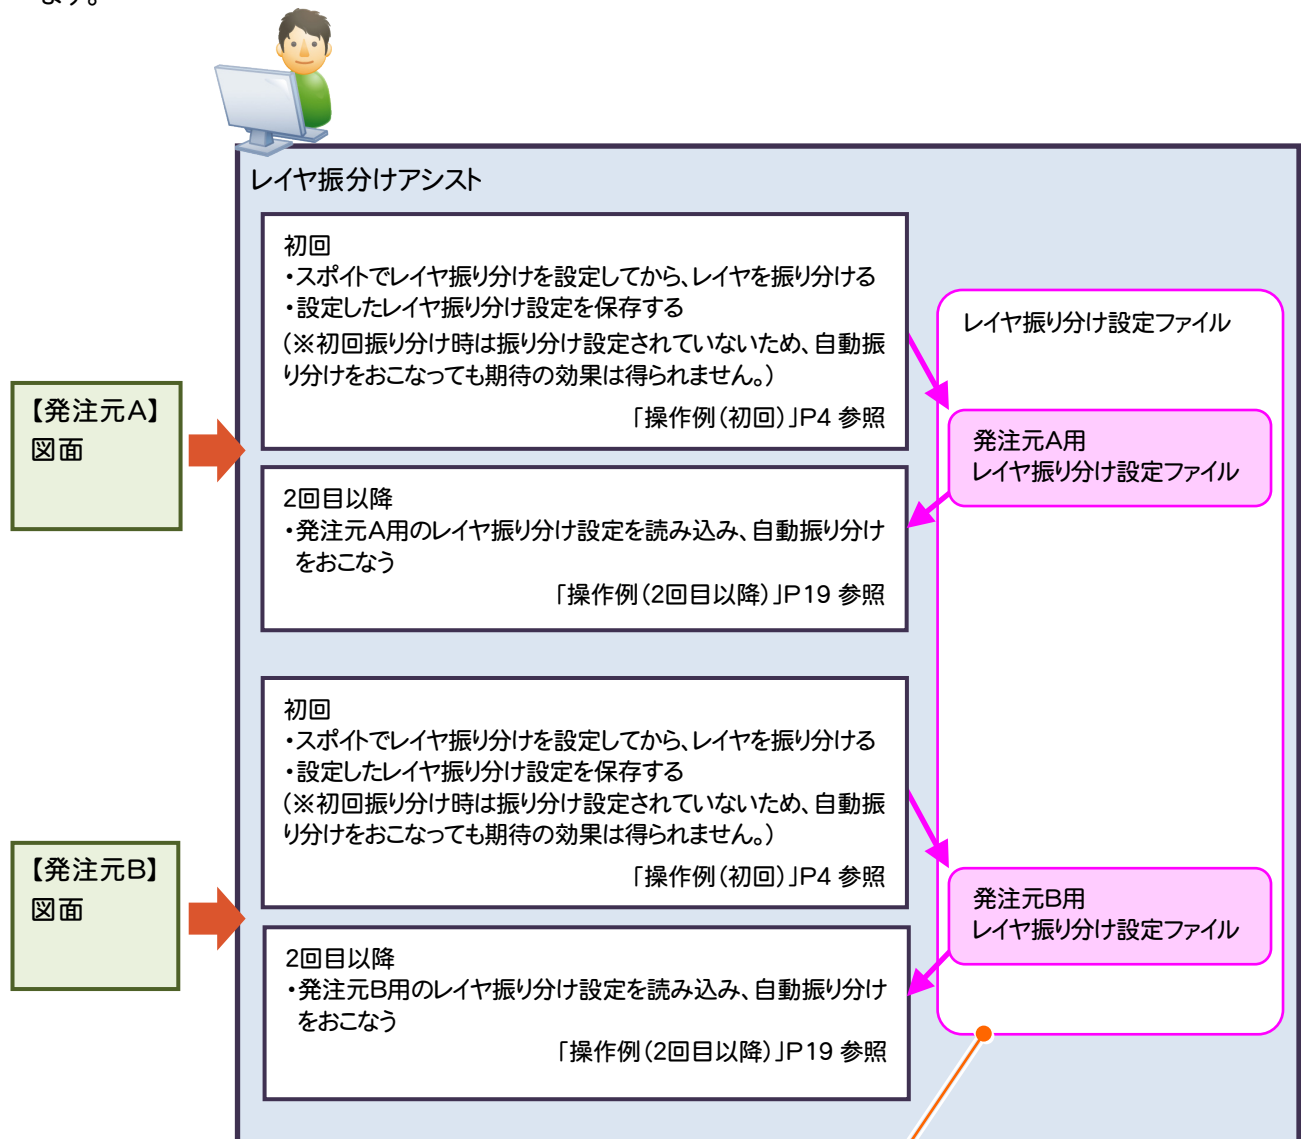 ます。
レイヤ振分けアシスト
初回
・スポイトでレイヤ振り分けを設定してから、レイヤを振り分ける
・設定したレイヤ振り分け設定を保存する
（※初回振り分け時は振り分け設定されていないため、自動振
り分けをおこなっても期待の効果は得られません。）
「操作例（初回）」P4 参照
【発注元A】
図面
2回目以降
・発注元A用のレイヤ振り分け設定を読み込み、自動振り分け
をおこなう
「操作例（2回目以降）」P19 参照
レイヤ振り分け設定ファイル
発注元A用
レイヤ振り分け設定ファイル
初回
・スポイトでレイヤ振り分けを設定してから、レイヤを振り分ける
・設定したレイヤ振り分け設定を保存する
（※初回振り分け時は振り分け設定されていないため、自動振
り分けをおこなっても期待の効果は得られません。）
「操作例（初回）」P4 参照
【発注元B】
図面
2回目以降
・発注元B用のレイヤ振り分け設定を読み込み、自動振り分け
をおこなう
「操作例（2回目以降）」P19 参照
発注元B用
レイヤ振り分け設定ファイル